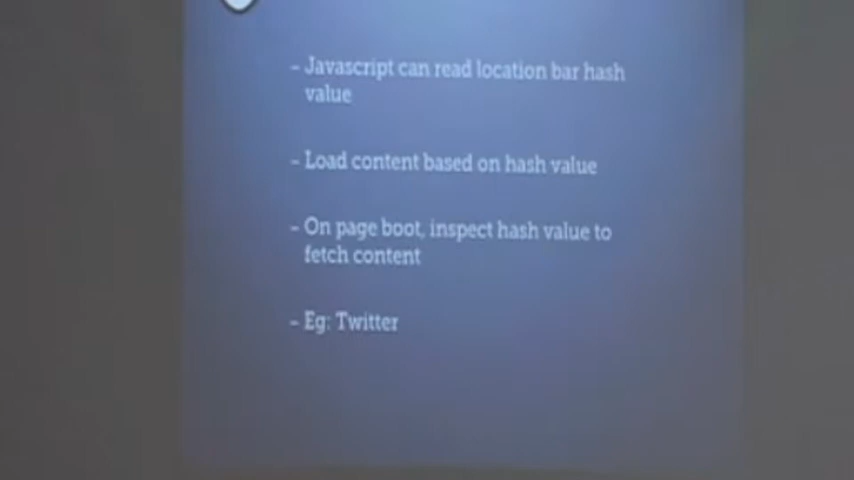 – Javascript can read location bar hash
value
– Load content based on hash value
– On page boot, inspect hash value to
fetch content
– Eg: Twitter